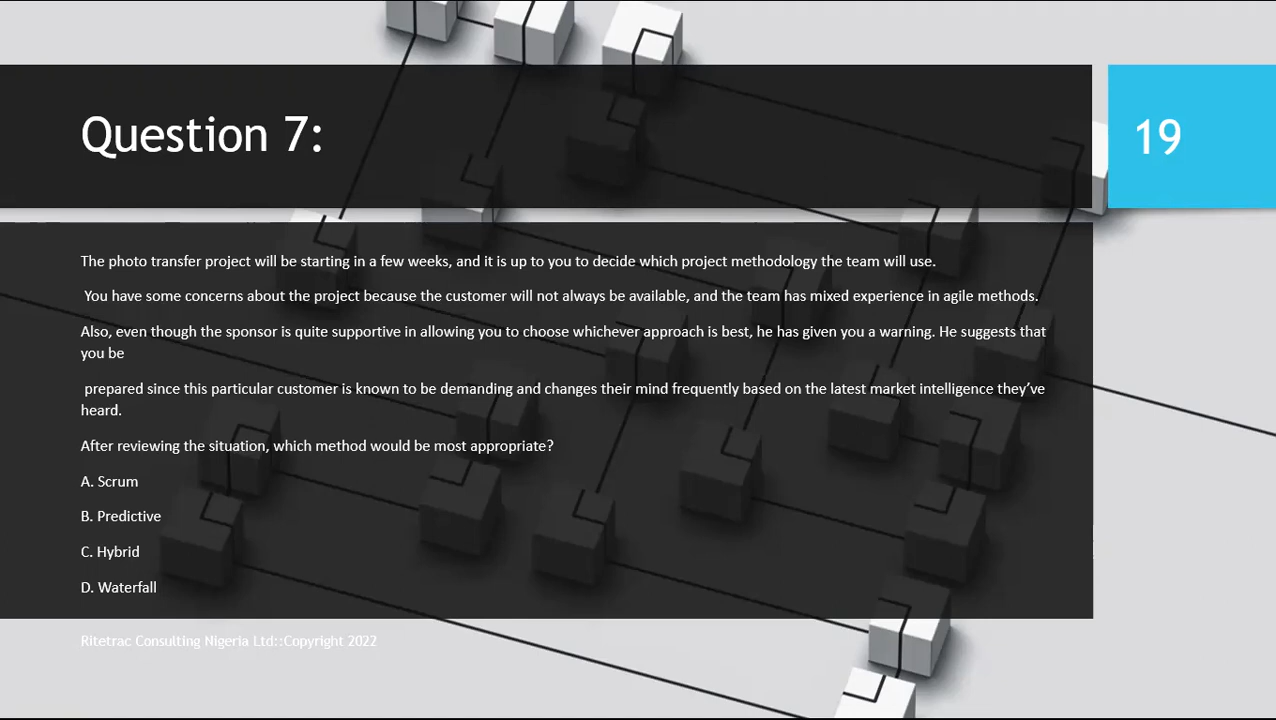 Question 7:
19
The photo transfer project will be starting in a few weeks, and it is up to you to decide which project methodology the team will use.
You have some concerns about the project because the customer will not always be available, and the team has mixed experience in agile methods.
Also, even though the sponsor is quite supportive in allowing you to choose whichever approach is best, he has given you a warning. He suggests that
you be
prepared since this particular customer is known to be demanding and changes their mind frequently based on the latest market intelligence they’ve
heard.
After reviewing the situation, which method would be most appropriate?
A. Scrum
B. Predictive
C. Hybrid
D. Waterfall
Ritetrac Consulting Nigeria Ltd::Copyright 2022